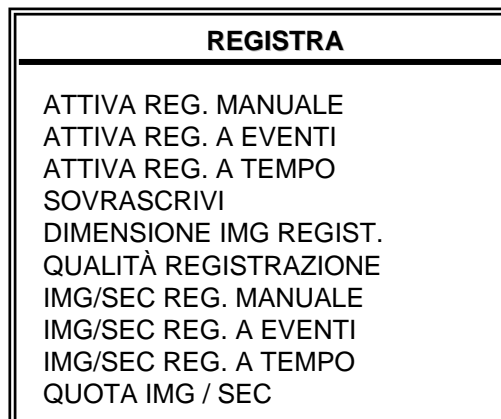 REGISTRA
ATTIVA REG. MANUALE
ATTIVA REG. A EVENTI
ATTIVA REG. A TEMPO
SOVRASCRIVI
DIMENSIONE IMG REGIST.
QUALITÀ REGISTRAZIONE
IMG/SEC REG. MANUALE
IMG/SEC REG. A EVENTI
IMG/SEC REG. A TEMPO
QUOTA IMG / SEC